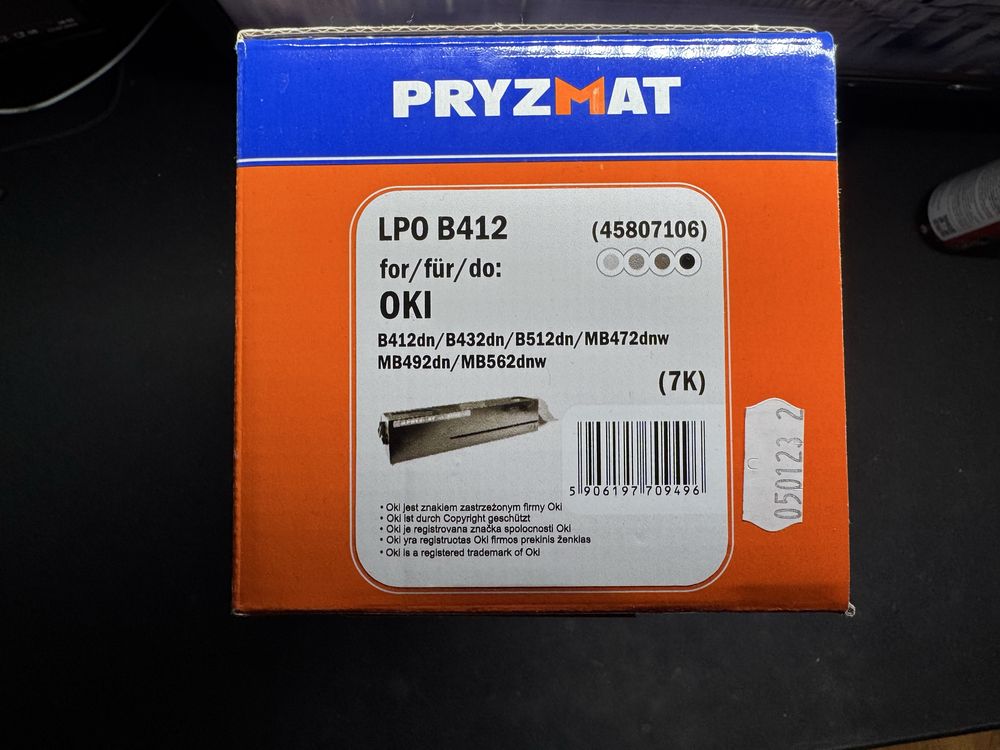 PRYZMAT
LPO B412 (45807106)
for/für/do:
OKI
B412dn/B432dn/B512dn/MB472dnw
MB492dn/MB562dnw
(7K)
5 906197 709496
050123 2
• Oki jest znakiem zastrzeżonym firmy Oki
• Oki ist durch Copyright geschützt
• Oki je registrovana značka spolocnosti Oki
• Oki yra registruotas Oki firmos prekinis ženklas
• Oki is a registered trademark of Oki